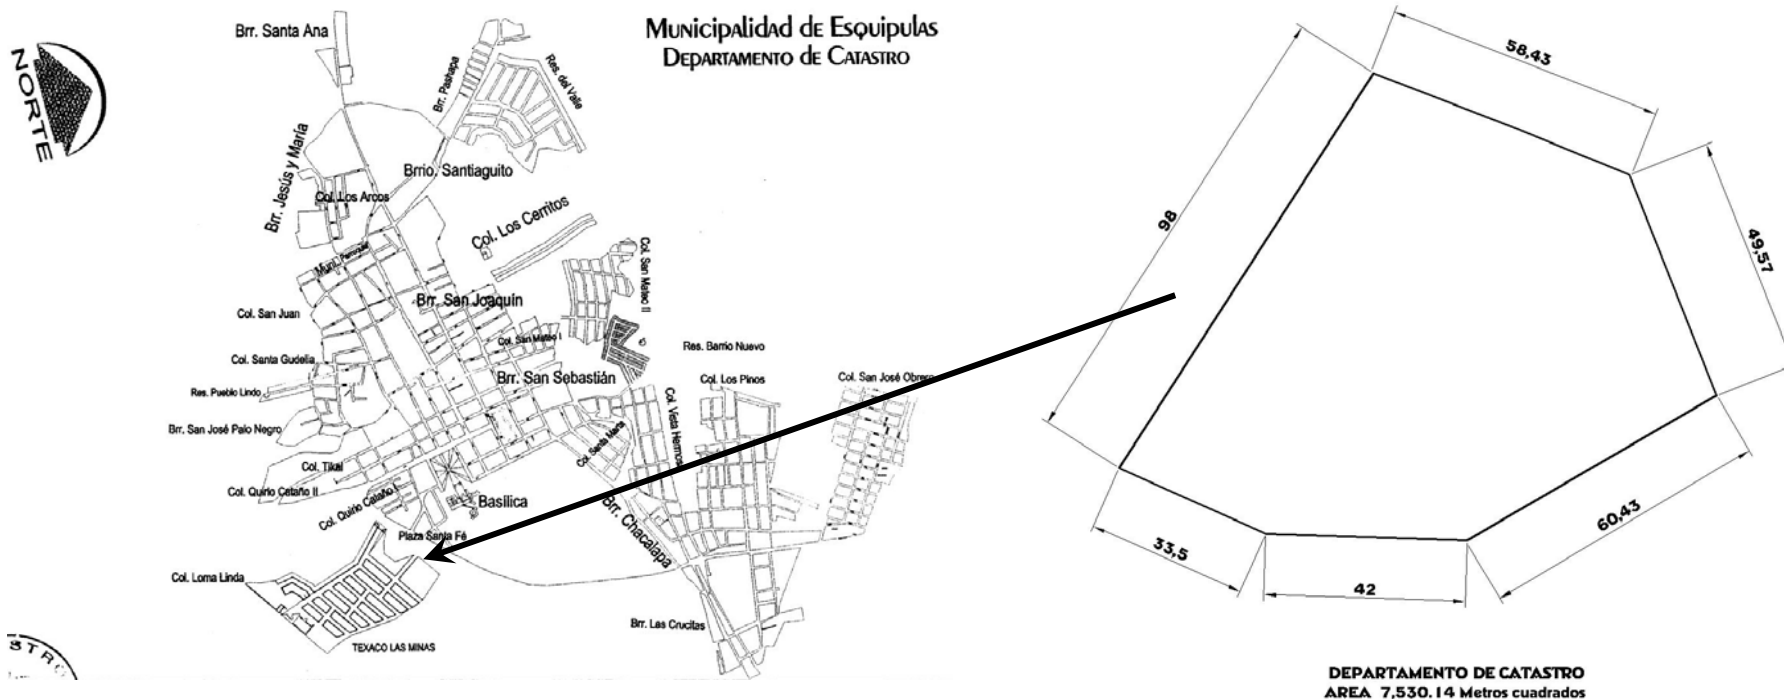 NORTE
Municipalidad de Esquipulas
Departamento de Catastro
Brr. Santa Ana
Brr. Pashapa
Res. del Valle
Brr. Jesús y María
Brrio. Santiaguito
Col. Los Arcos
Col. Los Cerritos
Col. San Mateo II
Brr. San Joaquín
Col. San Juan
Col. San Mateo I
Res. Barrio Nuevo
Col. Santa Gudelia
Brr. San Sebastián
Col. Los Pinos
Col. San José Obrero
Res. Pueblo Lindo
Col. Vista Hermosa
Brr. San José Palo Negro
Col. Santa Marta
Col. Tikal
Col. Quirio Cataño II
Col. Quirio Cataño I
Basílica
Brr. Chacalapa
Plaza Santa Fé
Col. Loma Linda
Brr. Las Crucitas
TEXACO LAS MINAS
STRO
58,43
98
49,57
60,43
33,5
42
DEPARTAMENTO DE CATASTRO
AREA 7,530.14 Metros cuadrados